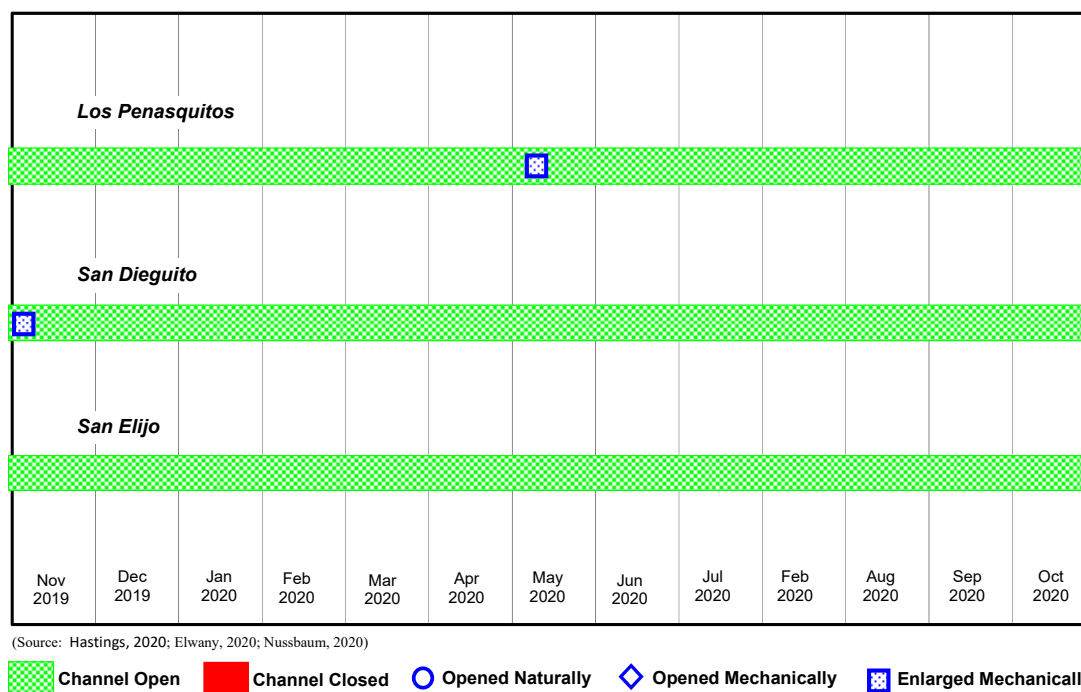 Los Penasquitos
San Dieguito
San Elijo
Nov Dec Jan Feb Mar Apr May Jun Jul Feb Aug Sep Oct
2019 2019 2020 2020 2020 2020 2020 2020 2020 2020 2020 2020 2020
(Source: Hastings, 2020; Elwany, 2020; Nussbaum, 2020)
Channel Open Channel Closed Opened Naturally Opened Mechanically Enlarged Mechanicall